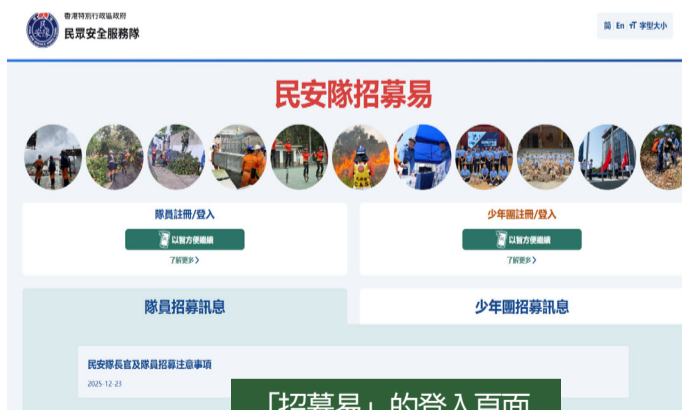 香港特別行政區政府
民眾安全服務隊
简 En 字型大小
民安隊招募易
隊員註冊/登入
以智方便繼續
了解更多
少年團註冊/登入
以智方便繼續
了解更多
隊員招募訊息
少年團招募訊息
民安隊長官及隊員招募注意事項
2025-12-23
「招募易」的登入頁面